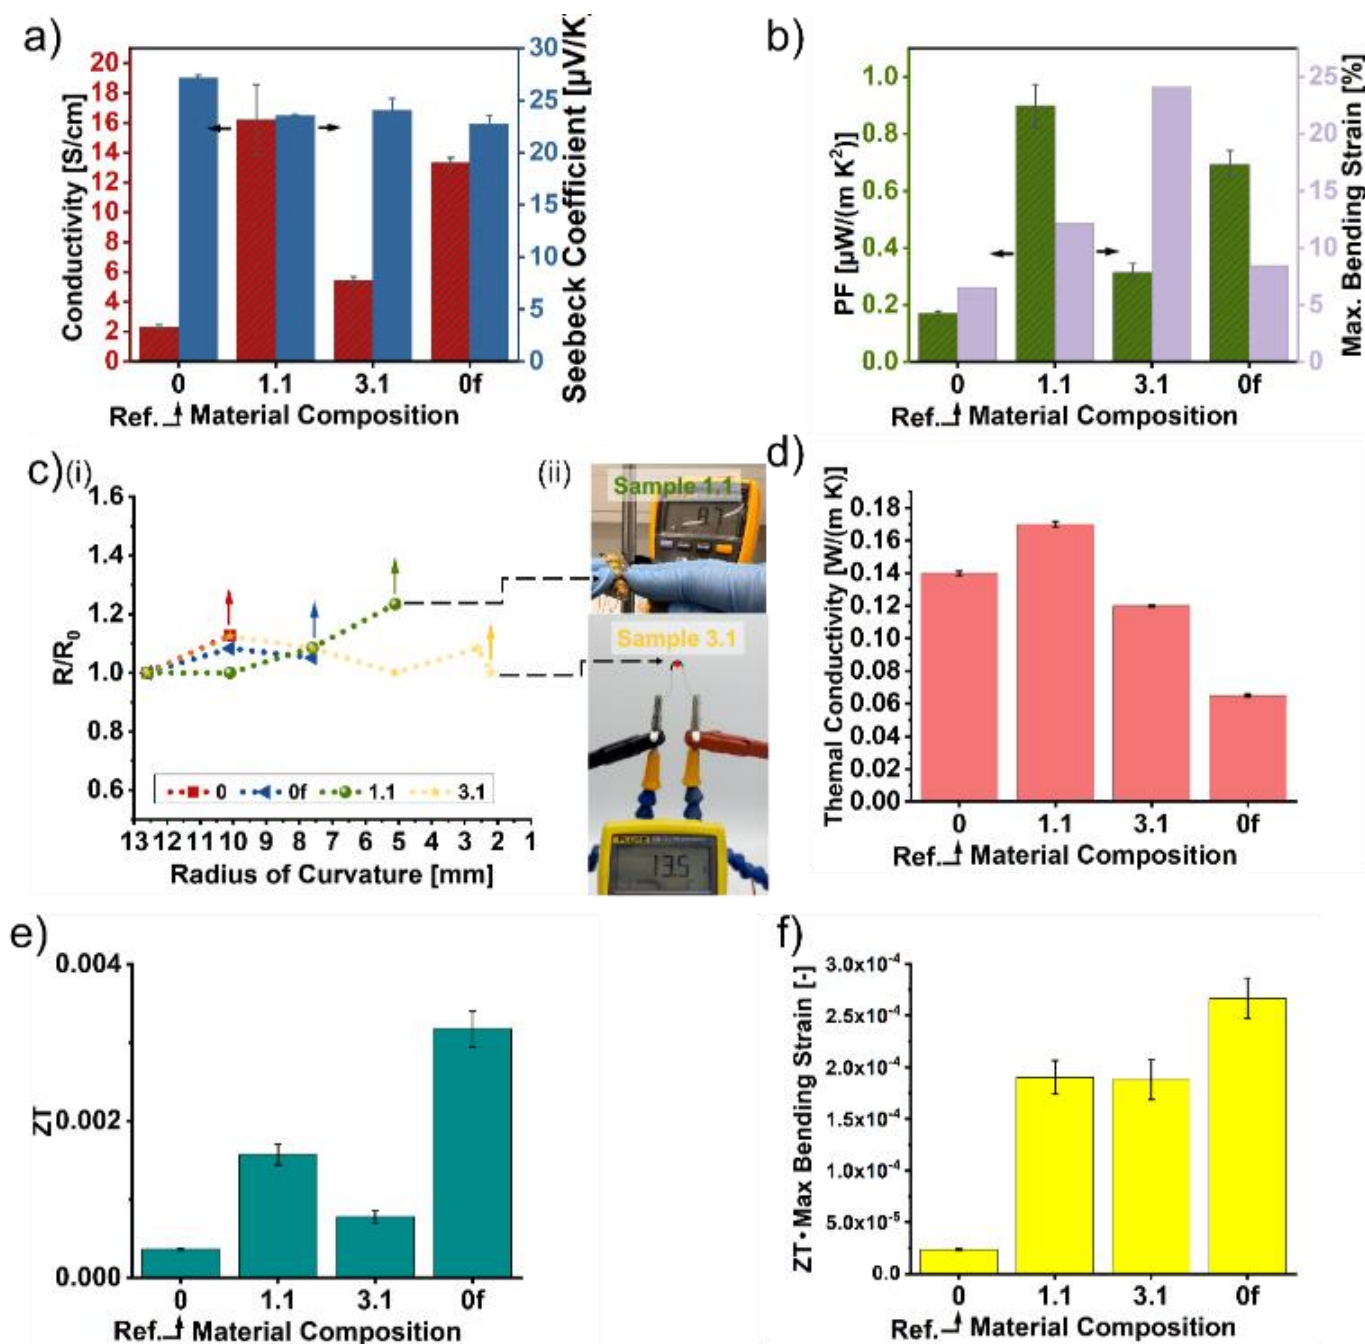 a)
Conductivity [S/cm]
20
18
16
14
12
10
8
6
4
2
0
30
25
20
15
10
5
0
Seebeck Coefficient [µV/K]
0 1.1 3.1 0f
Ref. Material Composition
b)
PF [µW/(m K²)]
1.0
0.8
0.6
0.4
0.2
0.0
25
20
15
10
5
0
Max. Bending Strain [%]
0 1.1 3.1 0f
Ref. Material Composition
c) (i)
R/R₀
1.6
1.4
1.2
1.0
0.8
0.6
0 0f 1.1 3.1
13 12 11 10 9 8 7 6 5 4 3 2 1
Radius of Curvature [mm]
(ii)
Sample 1.1
8.7
Sample 3.1
FLUKE
13.5
d)
Themal Conductivity [W/(m K)]
0.18
0.16
0.14
0.12
0.10
0.08
0.06
0.04
0.02
0.00
0 1.1 3.1 0f
Ref. Material Composition
e)
ZT
0.004
0.002
0.000
0 1.1 3.1 0f
Ref. Material Composition
f)
ZT• Max Bending Strain [-]
3.0x10⁻⁴
2.5x10⁻⁴
2.0x10⁻⁴
1.5x10⁻⁴
1.0x10⁻⁴
5.0x10⁻⁵
0.0
0 1.1 3.1 0f
Ref. Material Composition